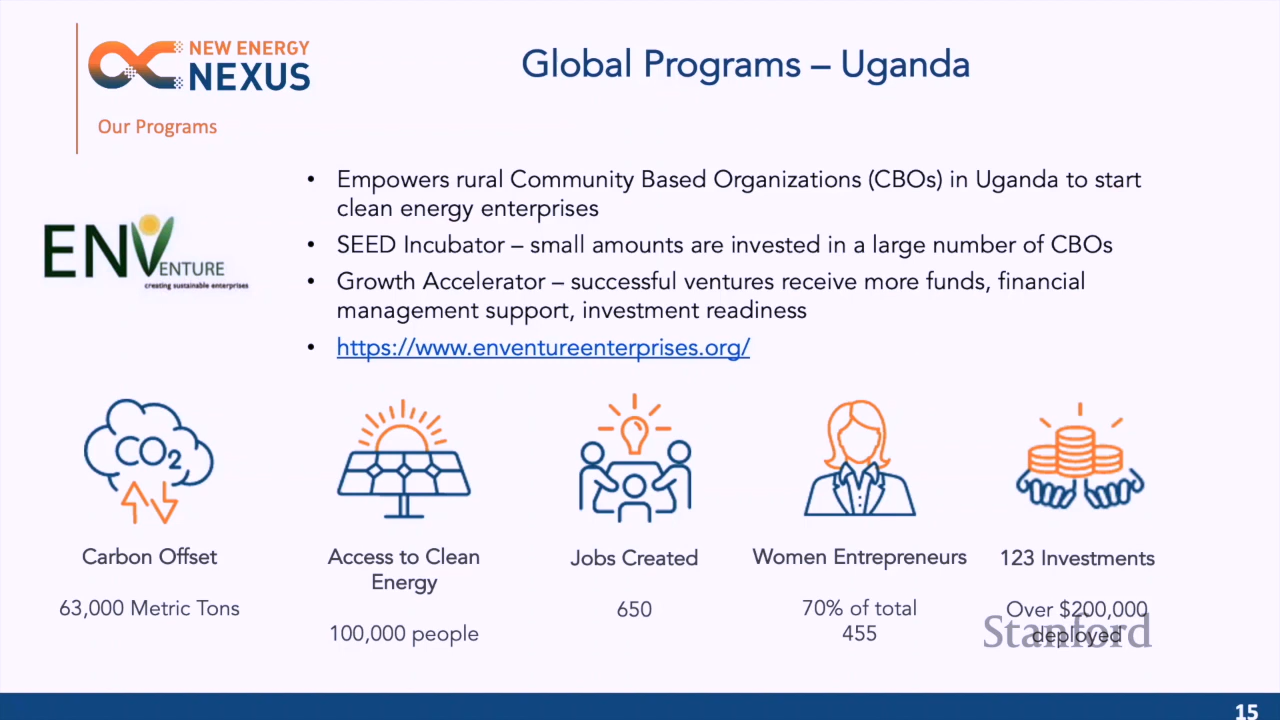 NEW ENERGY
NEXUS
Our Programs
Global Programs – Uganda
• Empowers rural Community Based Organizations (CBOs) in Uganda to start
clean energy enterprises
• SEED Incubator – small amounts are invested in a large number of CBOs
• Growth Accelerator – successful ventures receive more funds, financial
management support, investment readiness
• https://www.enventureenterprises.org/
ENVENTURE
creating sustainable enterprises
CO2
Carbon Offset
63,000 Metric Tons
Access to Clean
Energy
100,000 people
Jobs Created
650
Women Entrepreneurs
70% of total
455
123 Investments
Over $200,000
deployed
Stanford
15